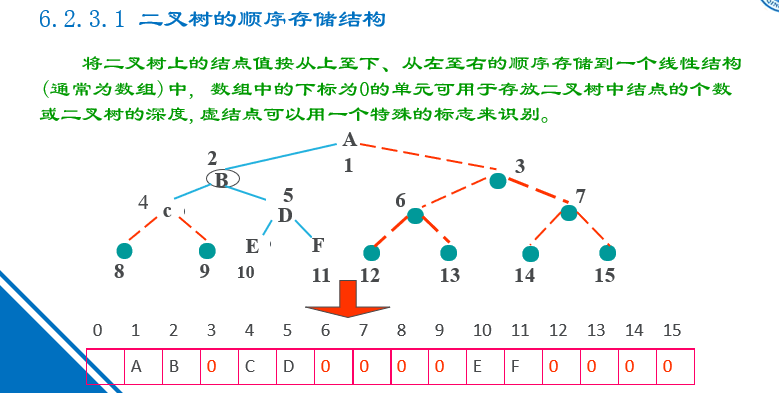 6.2.3.1 二叉树的顺序存储结构
将二叉树上的结点值按从上至下、从左至右的顺序存储到一个线性结构
(通常为数组)中, 数组中的下标为0的单元可用于存放二叉树中结点的个数
或二叉树的深度,虚结点可以用一个特殊的标志来识别。
A
2 1 3
B
4 c 5 D 6 7
E F
8 9 10 11 12 13 14 15
0 1 2 3 4 5 6 7 8 9 10 11 12 13 14 15
A B 0 C D 0 0 0 0 E F 0 0 0 0